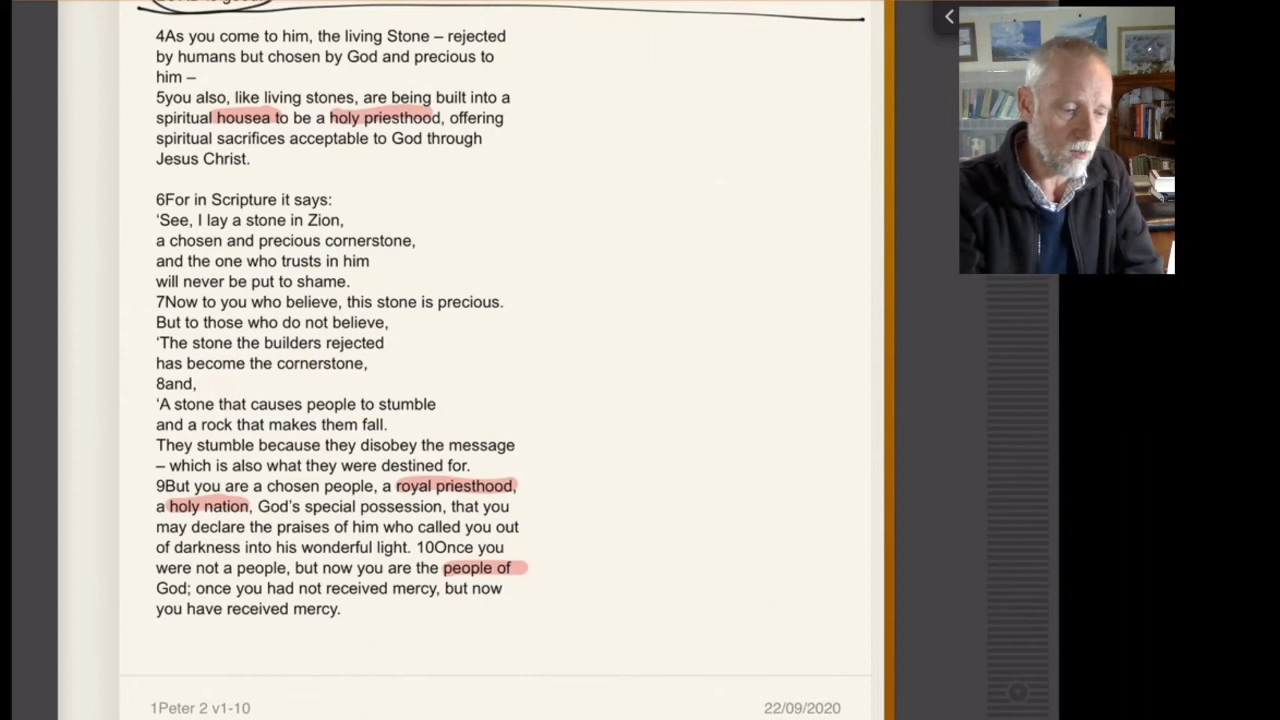 4As you come to him, the living Stone – rejected
by humans but chosen by God and precious to
him –
5you also, like living stones, are being built into a
spiritual housea to be a holy priesthood, offering
spiritual sacrifices acceptable to God through
Jesus Christ.
6For in Scripture it says:
‘See, I lay a stone in Zion,
a chosen and precious cornerstone,
and the one who trusts in him
will never be put to shame.
7Now to you who believe, this stone is precious.
But to those who do not believe,
‘The stone the builders rejected
has become the cornerstone,
8and,
‘A stone that causes people to stumble
and a rock that makes them fall.
They stumble because they disobey the message
– which is also what they were destined for.
9But you are a chosen people, a royal priesthood,
a holy nation, God’s special possession, that you
may declare the praises of him who called you out
of darkness into his wonderful light. 10Once you
were not a people, but now you are the people of
God; once you had not received mercy, but now
you have received mercy.
1Peter 2 v1-10 22/09/2020